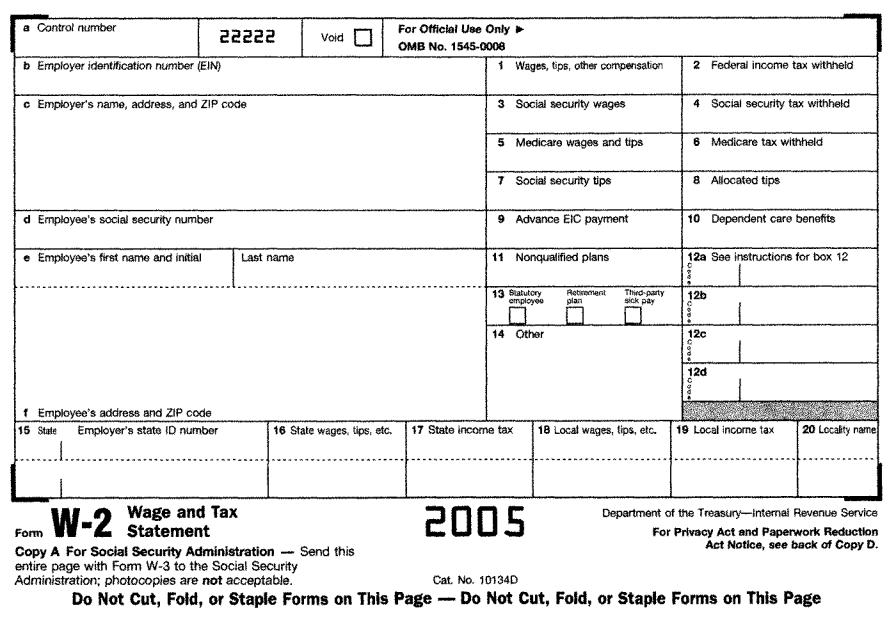 a Control number
22222
Void
For Official Use Only ►
OMB No. 1545-0008
b Employer identification number (EIN)
1 Wages, tips, other compensation
2 Federal income tax withheld
c Employer's name, address, and ZIP code
3 Social security wages
4 Social security tax withheld
5 Medicare wages and tips
6 Medicare tax withheld
7 Social security tips
8 Allocated tips
d Employee's social security number
9 Advance EIC payment
10 Dependent care benefits
e Employee's first name and initial
Last name
11 Nonqualified plans
12a See instructions for box 12
Code
13 Statutory employee
Retirement plan
Third-party sick pay
12b
Code
14 Other
12c
Code
12d
Code
f Employee's address and ZIP code
15 State
Employer's state ID number
16 State wages, tips, etc.
17 State income tax
18 Local wages, tips, etc.
19 Local income tax
20 Locality name
Form W-2 Wage and Tax Statement
2005
Department of the Treasury—Internal Revenue Service
For Privacy Act and Paperwork Reduction
Act Notice, see back of Copy D.
Copy A For Social Security Administration — Send this
entire page with Form W-3 to the Social Security
Administration; photocopies are not acceptable.
Cat. No. 10134D
Do Not Cut, Fold, or Staple Forms on This Page — Do Not Cut, Fold, or Staple Forms on This Page